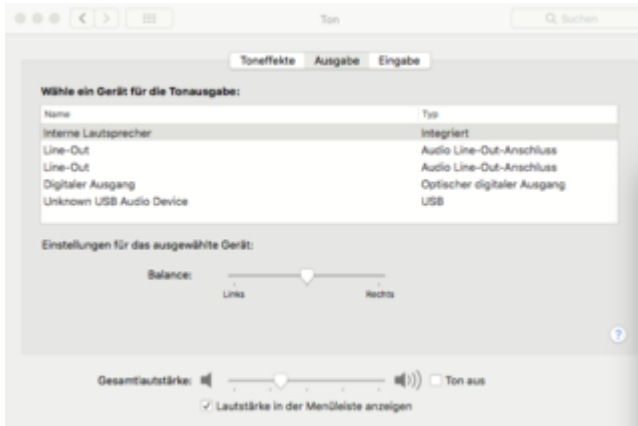 Ton
Suchen
Toneffekte Ausgabe Eingabe
Wähle ein Gerät für die Tonausgabe:
Name Typ
Interne Lautsprecher Integriert
Line-Out Audio Line-Out-Anschluss
Line-Out Audio Line-Out-Anschluss
Digitaler Ausgang Optischer digitaler Ausgang
Unknown USB Audio Device USB
Einstellungen für das ausgewählte Gerät:
Balance:
Links Rechts
?
Gesamtlautstärke: Ton aus
Lautstärke in der Menüleiste anzeigen